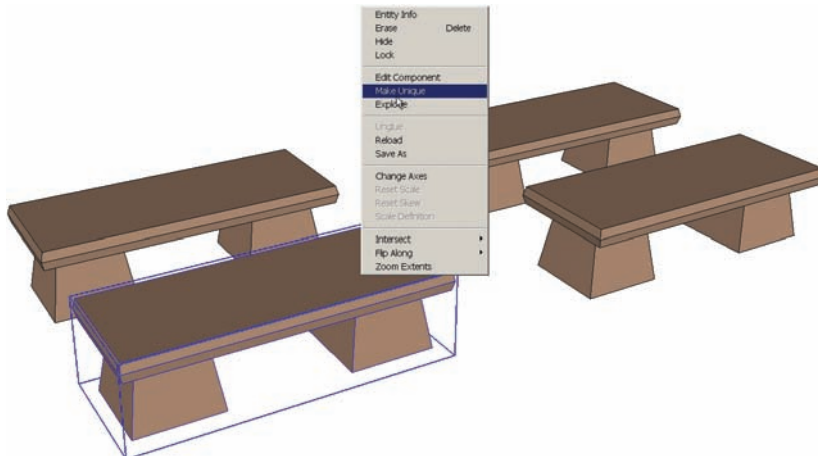 Entity Info
Erase Delete
Hide
Lock
Edit Component
Make Unique
Explode
Unglue
Reload
Save As
Change Axes
Reset Scale
Reset Skew
Scale Definition
Intersect
Flip Along
Zoom Extents